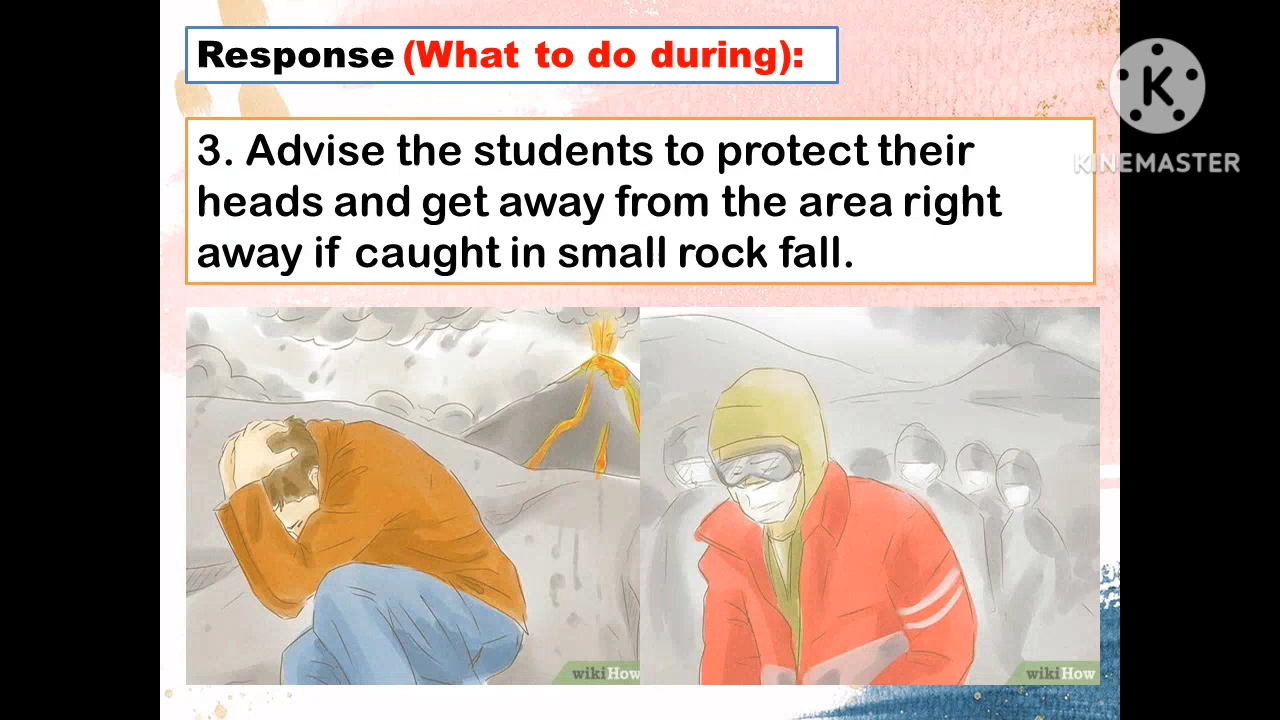 Response (What to do during):
K
KINEMASTER
3. Advise the students to protect their
heads and get away from the area right
away if caught in small rock fall.
wikiHow
wikiHow